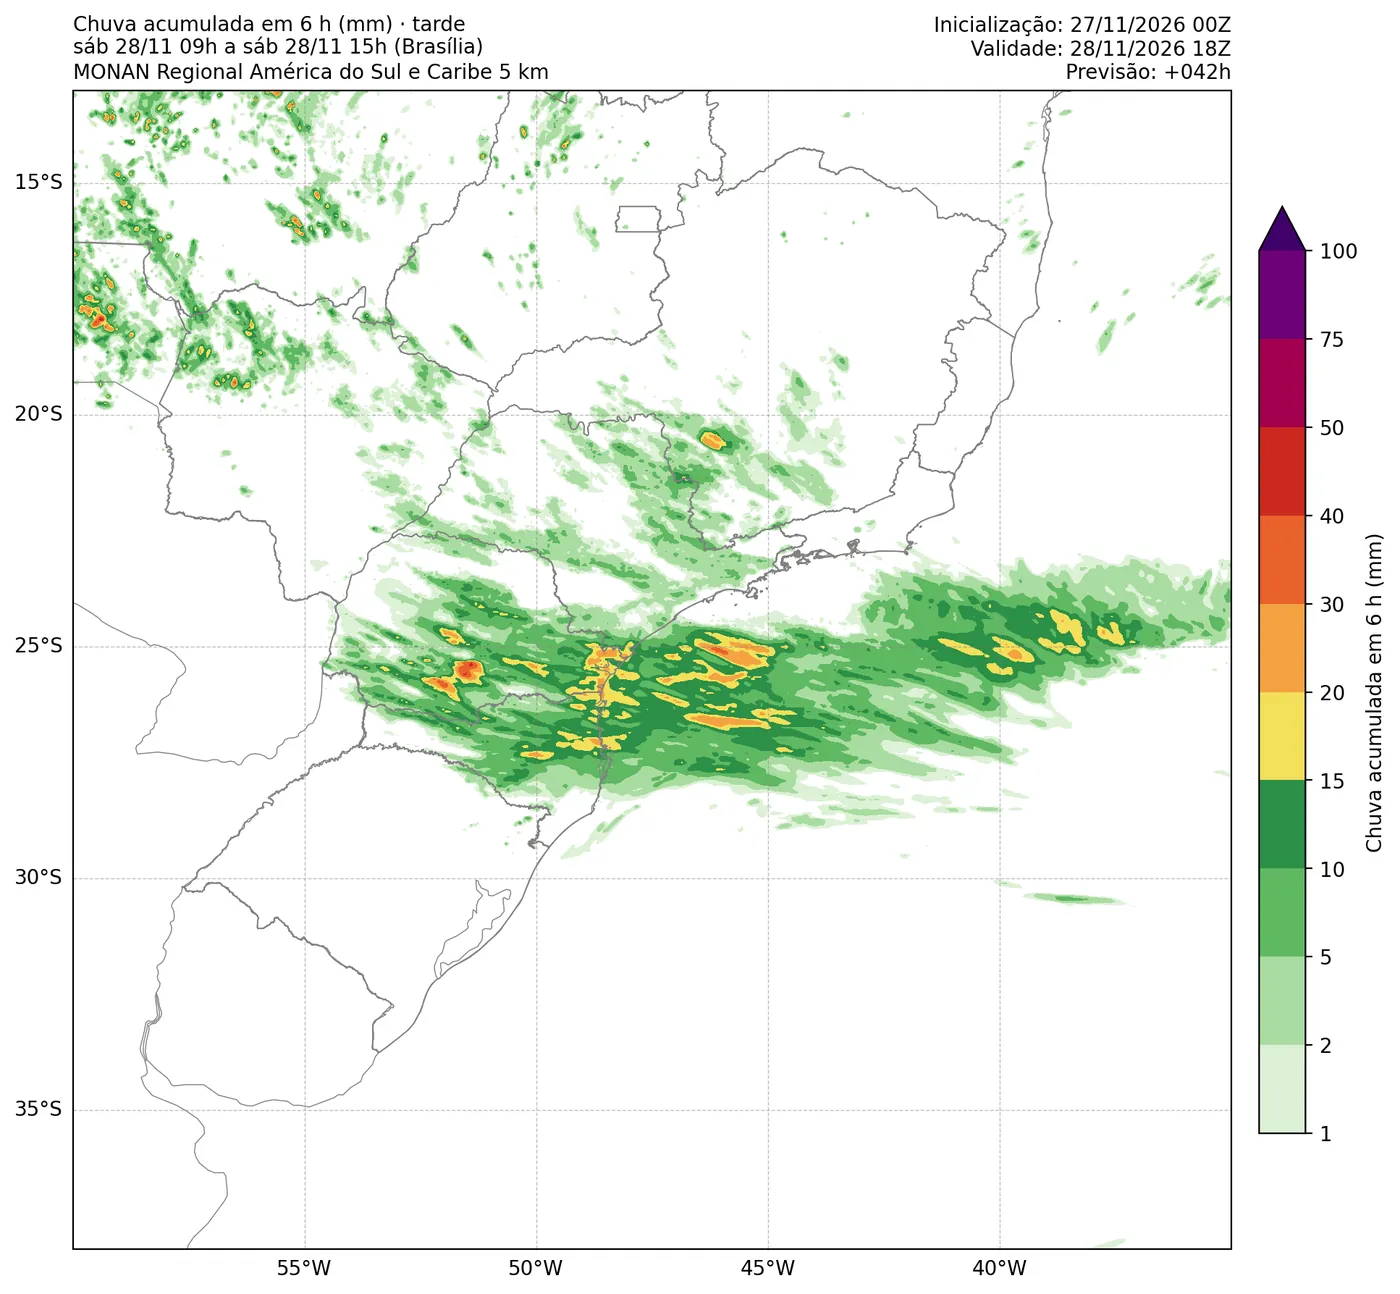 Chuva acumulada em 6 h (mm) · tarde
sáb 28/11 09h a sáb 28/11 15h (Brasília)
MONAN Regional América do Sul e Caribe 5 km
Inicialização: 27/11/2026 00Z
Validade: 28/11/2026 18Z
Previsão: +042h
15°S
20°S
25°S
30°S
35°S
55°W
50°W
45°W
40°W
100
75
50
40
30
20
15
10
5
2
1
Chuva acumulada em 6 h (mm)